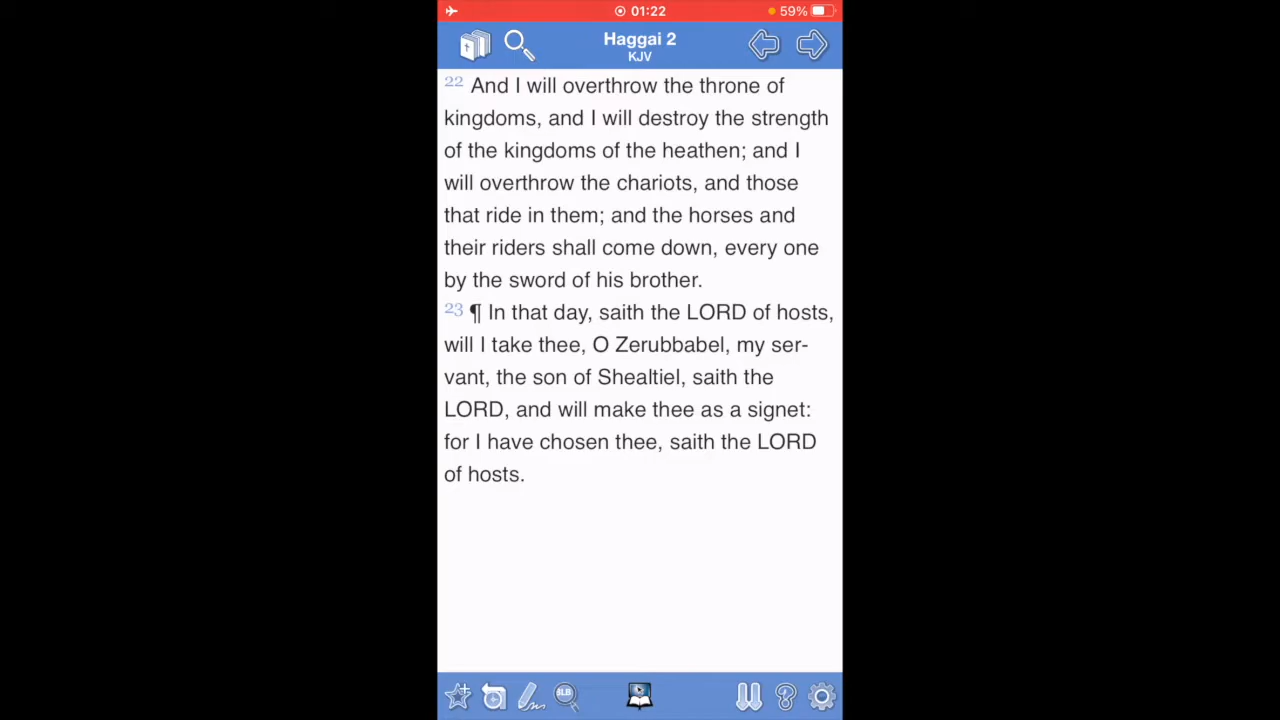 01:22
59%
Haggai 2
KJV
22 And I will overthrow the throne of
kingdoms, and I will destroy the strength
of the kingdoms of the heathen; and I
will overthrow the chariots, and those
that ride in them; and the horses and
their riders shall come down, every one
by the sword of his brother.
23 ¶ In that day, saith the LORD of hosts,
will I take thee, O Zerubbabel, my ser-
vant, the son of Shealtiel, saith the
LORD, and will make thee as a signet:
for I have chosen thee, saith the LORD
of hosts.
BLB